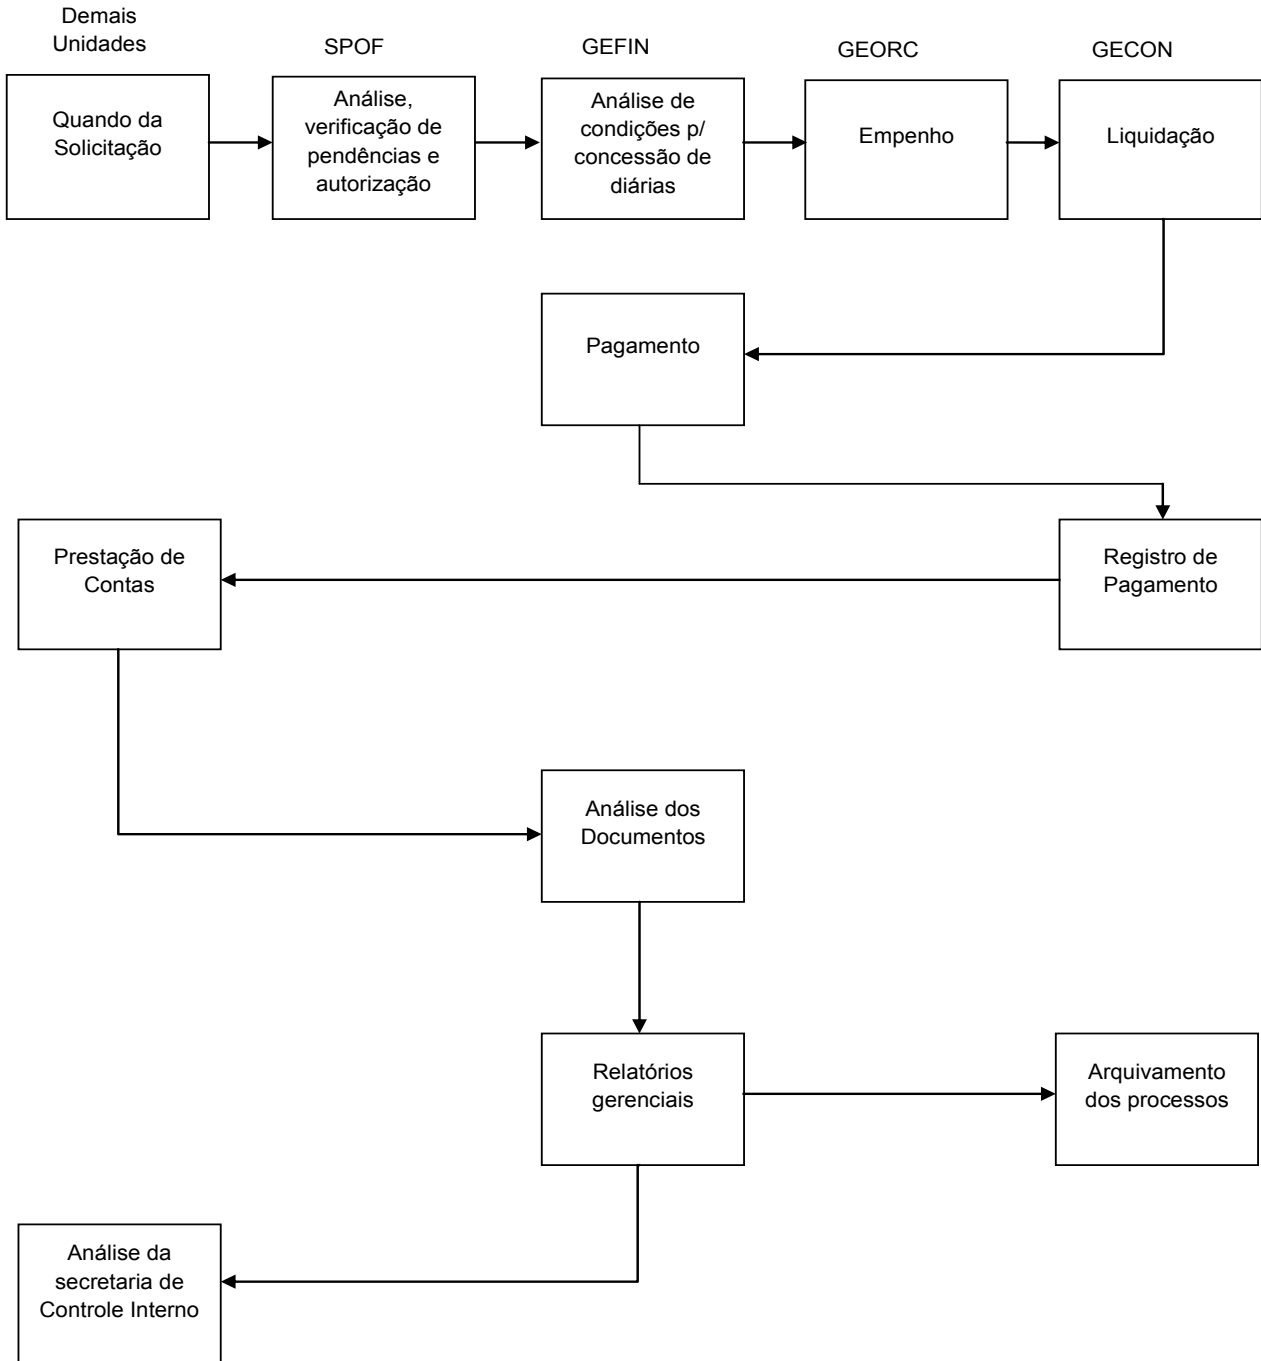 Demais
Unidades
SPOF
GEFIN
GEORC
GECON
Quando da
Solicitação
Análise,
verificação de
pendências e
autorização
Análise de
condições p/
concessão de
diárias
Empenho
Liquidação
Pagamento
Prestação de
Contas
Registro de
Pagamento
Análise dos
Documentos
Relatórios
gerenciais
Arquivamento
dos processos
Análise da
secretaria de
Controle Interno